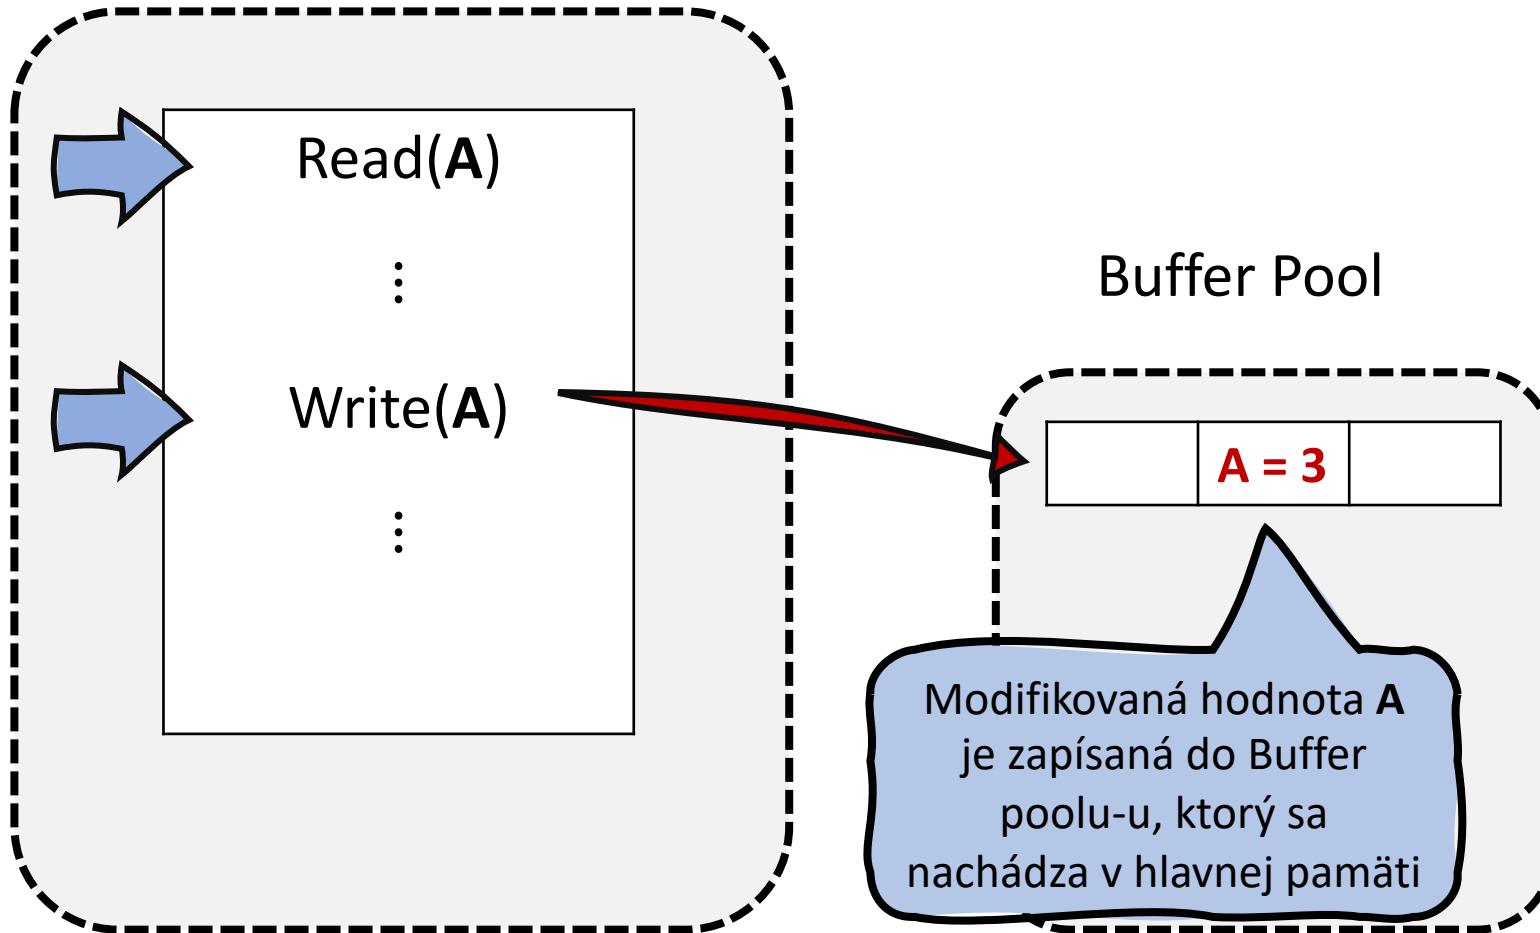 Read(A)
⋮
Write(A)
⋮
Buffer Pool
A = 3
Modifikovaná hodnota A
je zapísaná do Buffer
poolu-u, ktorý sa
nachádza v hlavnej pamäti